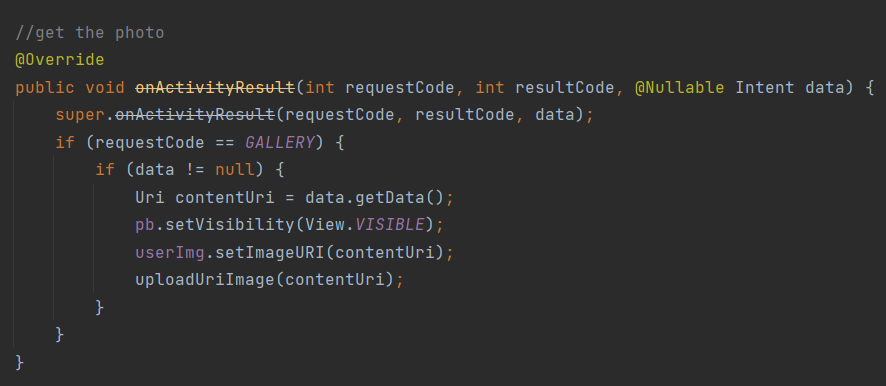 //get the photo
@Override
public void onActivityResult(int requestCode, int resultCode, @Nullable Intent data) {
super.onActivityResult(requestCode, resultCode, data);
if (requestCode == GALLERY) {
if (data != null) {
Uri contentUri = data.getData();
pb.setVisibility(View.VISIBLE);
userImg.setImageURI(contentUri);
uploadUriImage(contentUri);
}
}
}